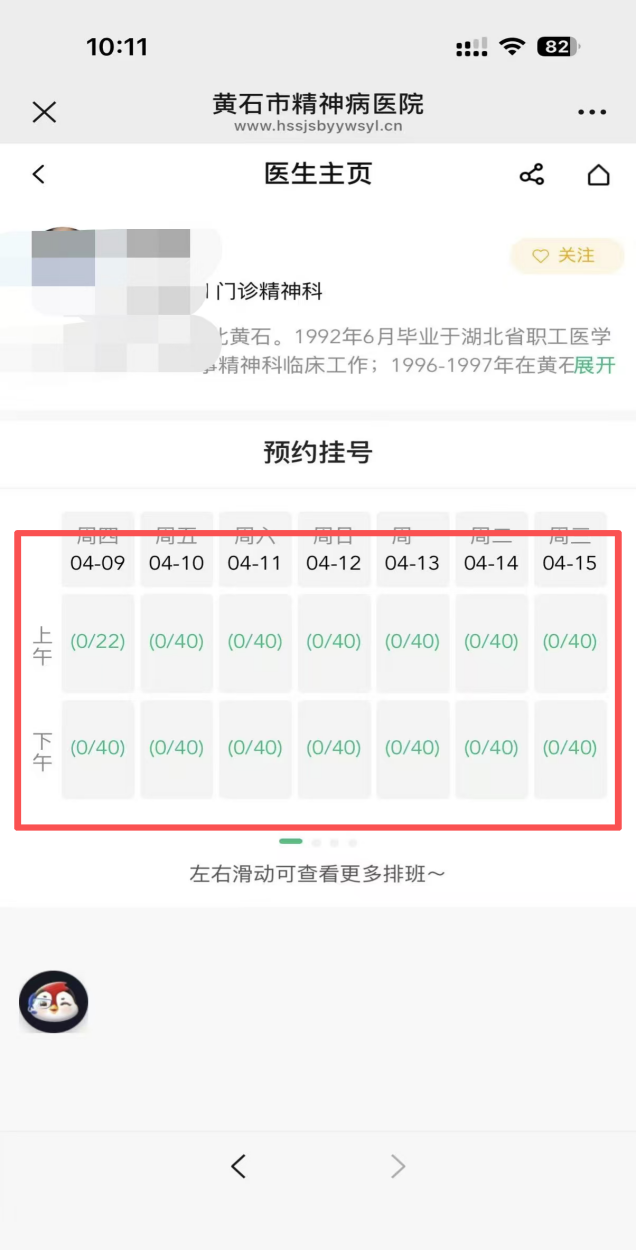 10:11
82
黄石市精神病医院
www.hssjsbyywsyl.cn
医生主页
关注
门诊精神科
黄石。1992年6月毕业于湖北省职工医学
精神科临床工作；1996-1997年在黄石展开
预约挂号
周四 周五 周六 周日 周一 周二 周三
04-09 04-10 04-11 04-12 04-13 04-14 04-15
上午 (0/22) (0/40) (0/40) (0/40) (0/40) (0/40) (0/40)
下午 (0/40) (0/40) (0/40) (0/40) (0/40) (0/40) (0/40)
左右滑动可查看更多排班～